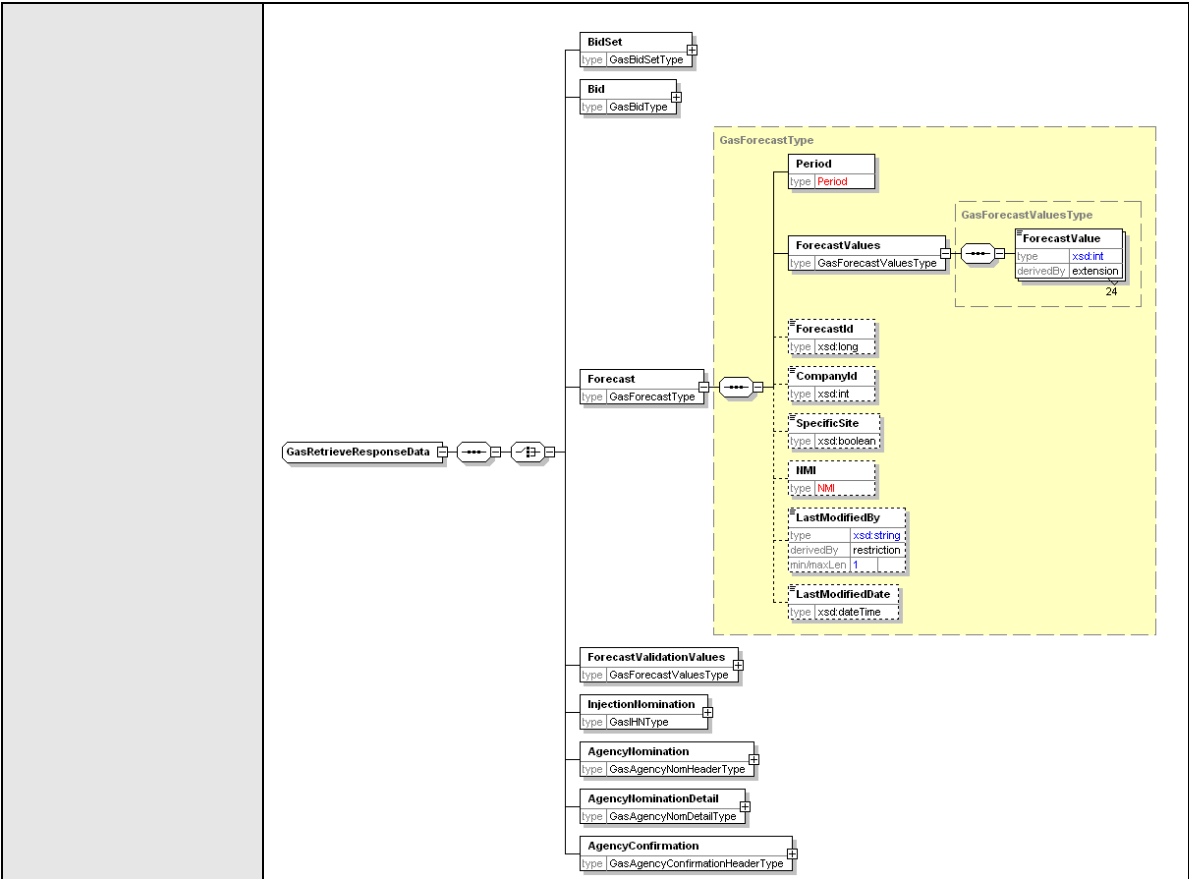 BidSet
type GasBidSetType
Bid
type GasBidType
GasForecastType
Period
type Period
GasForecastValuesType
ForecastValues
type GasForecastValuesType
ForecastValue
type xsd:int
derivedBy extension
24
ForecastId
type xsd:long
CompanyId
type xsd:int
Forecast
type GasForecastType
SpecificSite
type xsd:boolean
GasRetrieveResponseData
NMI
type NMI
LastModifiedBy
type xsd:string
derivedBy restriction
min/maxLen 1
LastModifiedDate
type xsd:dateTime
ForecastValidationValues
type GasForecastValuesType
InjectionNomination
type GasIHNType
AgencyNomination
type GasAgencyNomHeaderType
AgencyNominationDetail
type GasAgencyNomDetailType
AgencyConfirmation
type GasAgencyConfirmationHeaderType